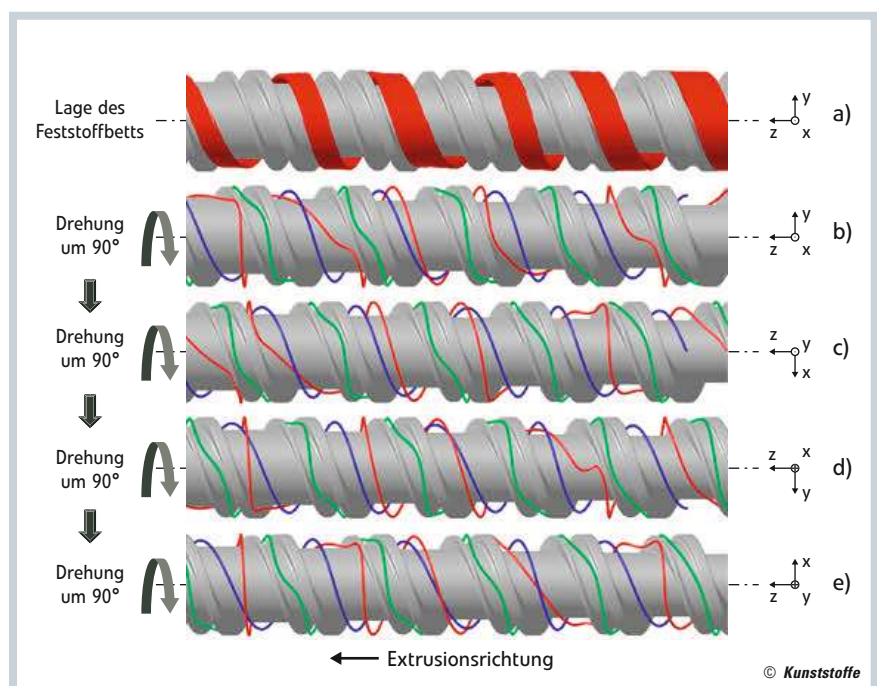 Lage des
Feststoffbetts
y
z
x
a)
Drehung
um 90°
y
z
x
b)
Drehung
um 90°
z
y
x
c)
Drehung
um 90°
x
z
y
d)
Drehung
um 90°
x
z
y
e)
Extrusionsrichtung
© Kunststoffe